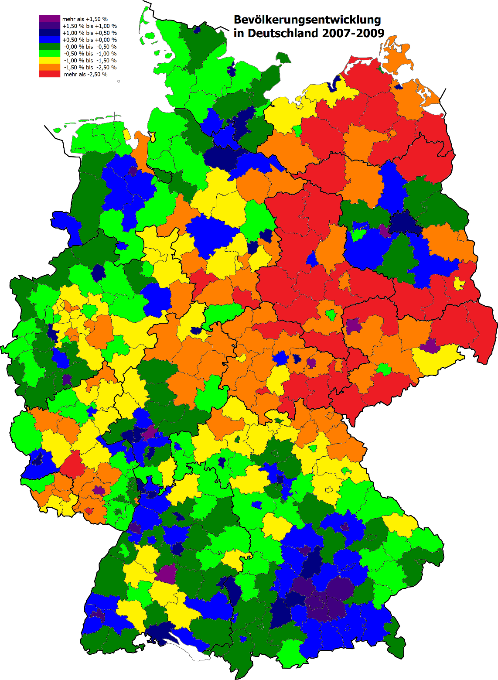 Bevölkerungsentwicklung
in Deutschland 2007-2009
mehr als +1,50 %
+1,50 % bis +1,00 %
+1,00 % bis +0,50 %
+0,50 % bis +0,00 %
-0,00 % bis -0,50 %
-0,50 % bis -1,00 %
-1,00 % bis -1,50 %
-1,50 % bis -2,50 %
mehr als -2,50 %